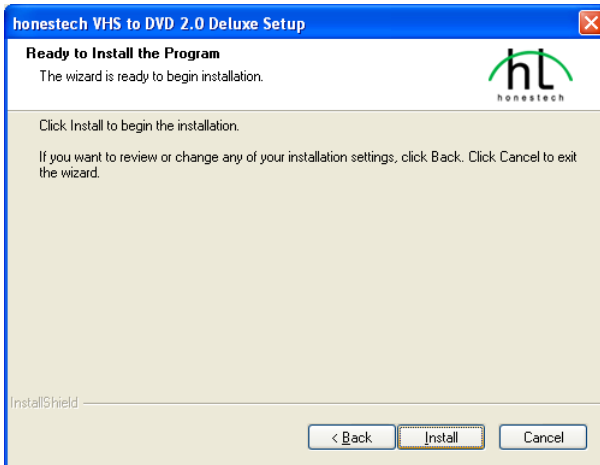 honestech VHS to DVD 2.0 Deluxe Setup
Ready to Install the Program
The wizard is ready to begin installation.
hl
honestech
Click Install to begin the installation.
If you want to review or change any of your installation settings, click Back. Click Cancel to exit
the wizard.
InstallShield
< Back
Install
Cancel